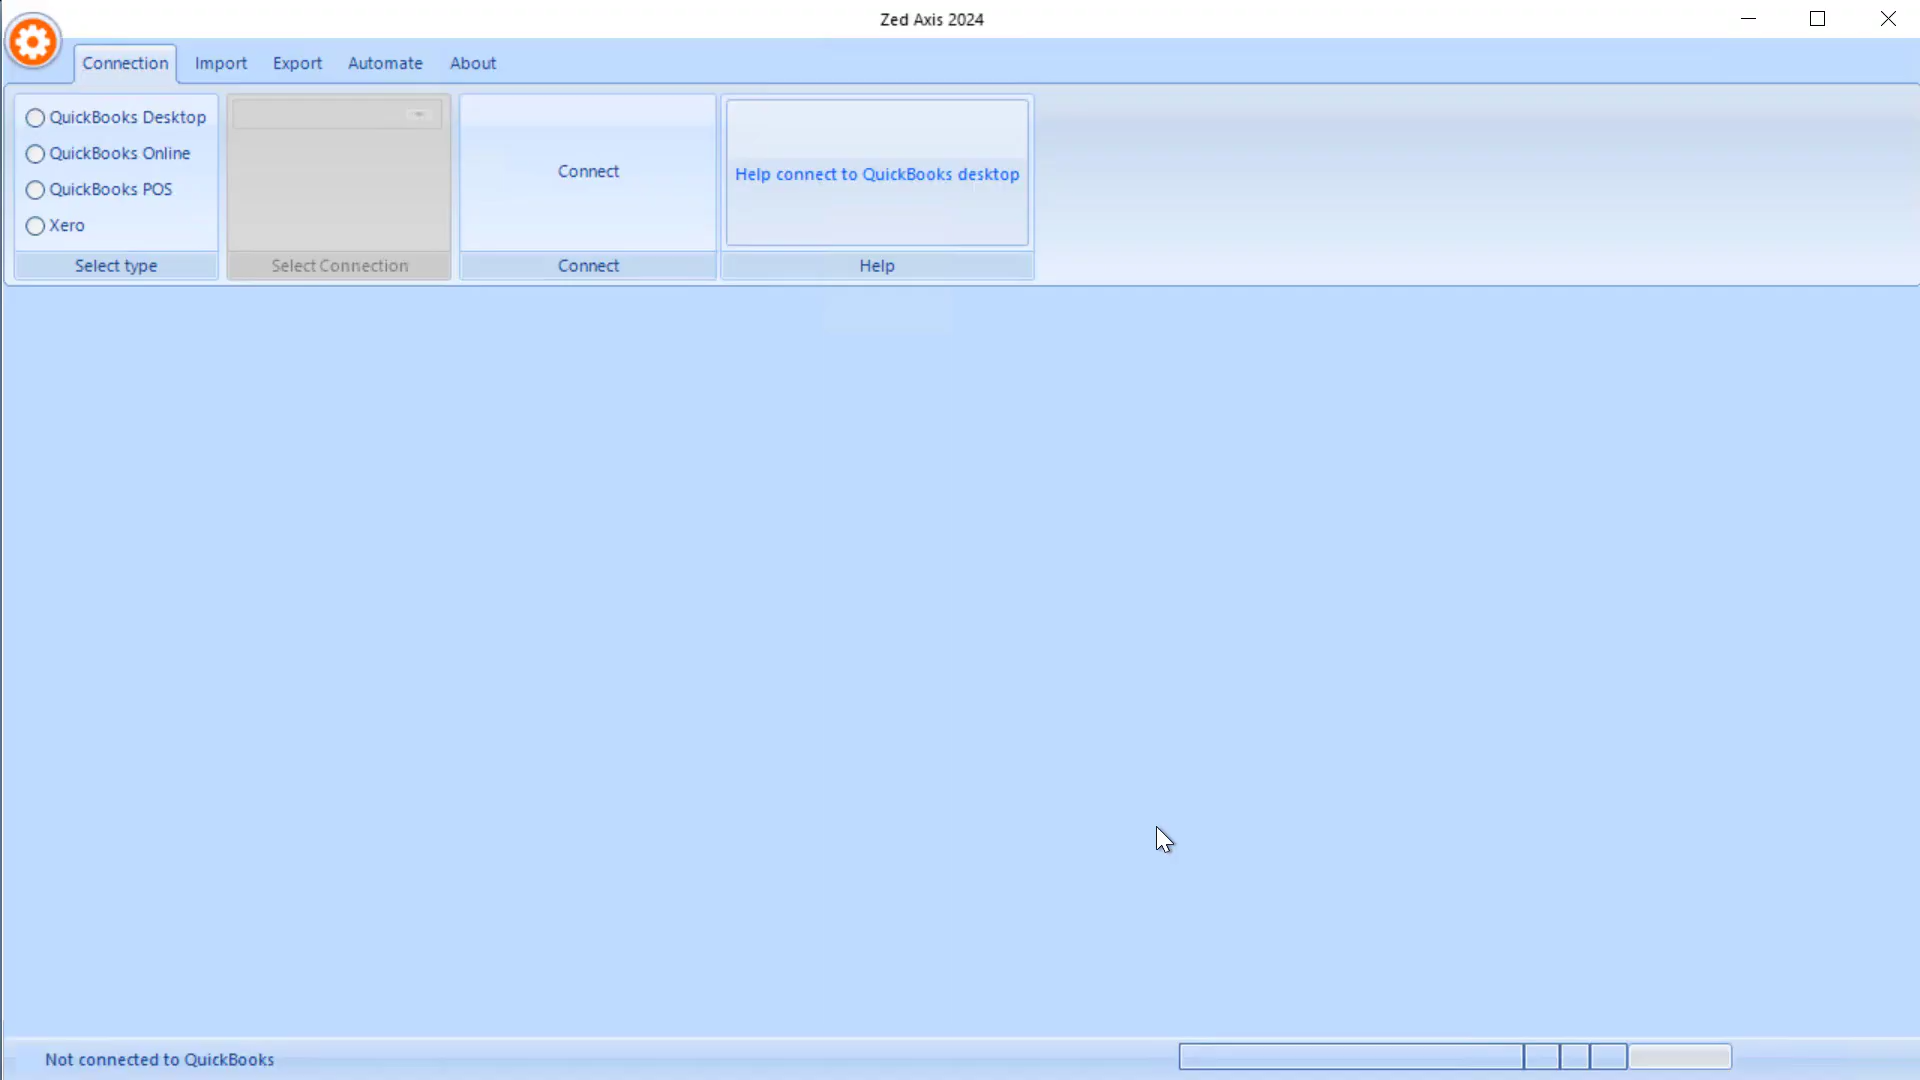 Zed Axis 2024
Connection Import Export Automate About
QuickBooks Desktop
QuickBooks Online
QuickBooks POS
Xero
Select type
Select Connection
Connect
Connect
Help connect to QuickBooks desktop
Help
Not connected to QuickBooks